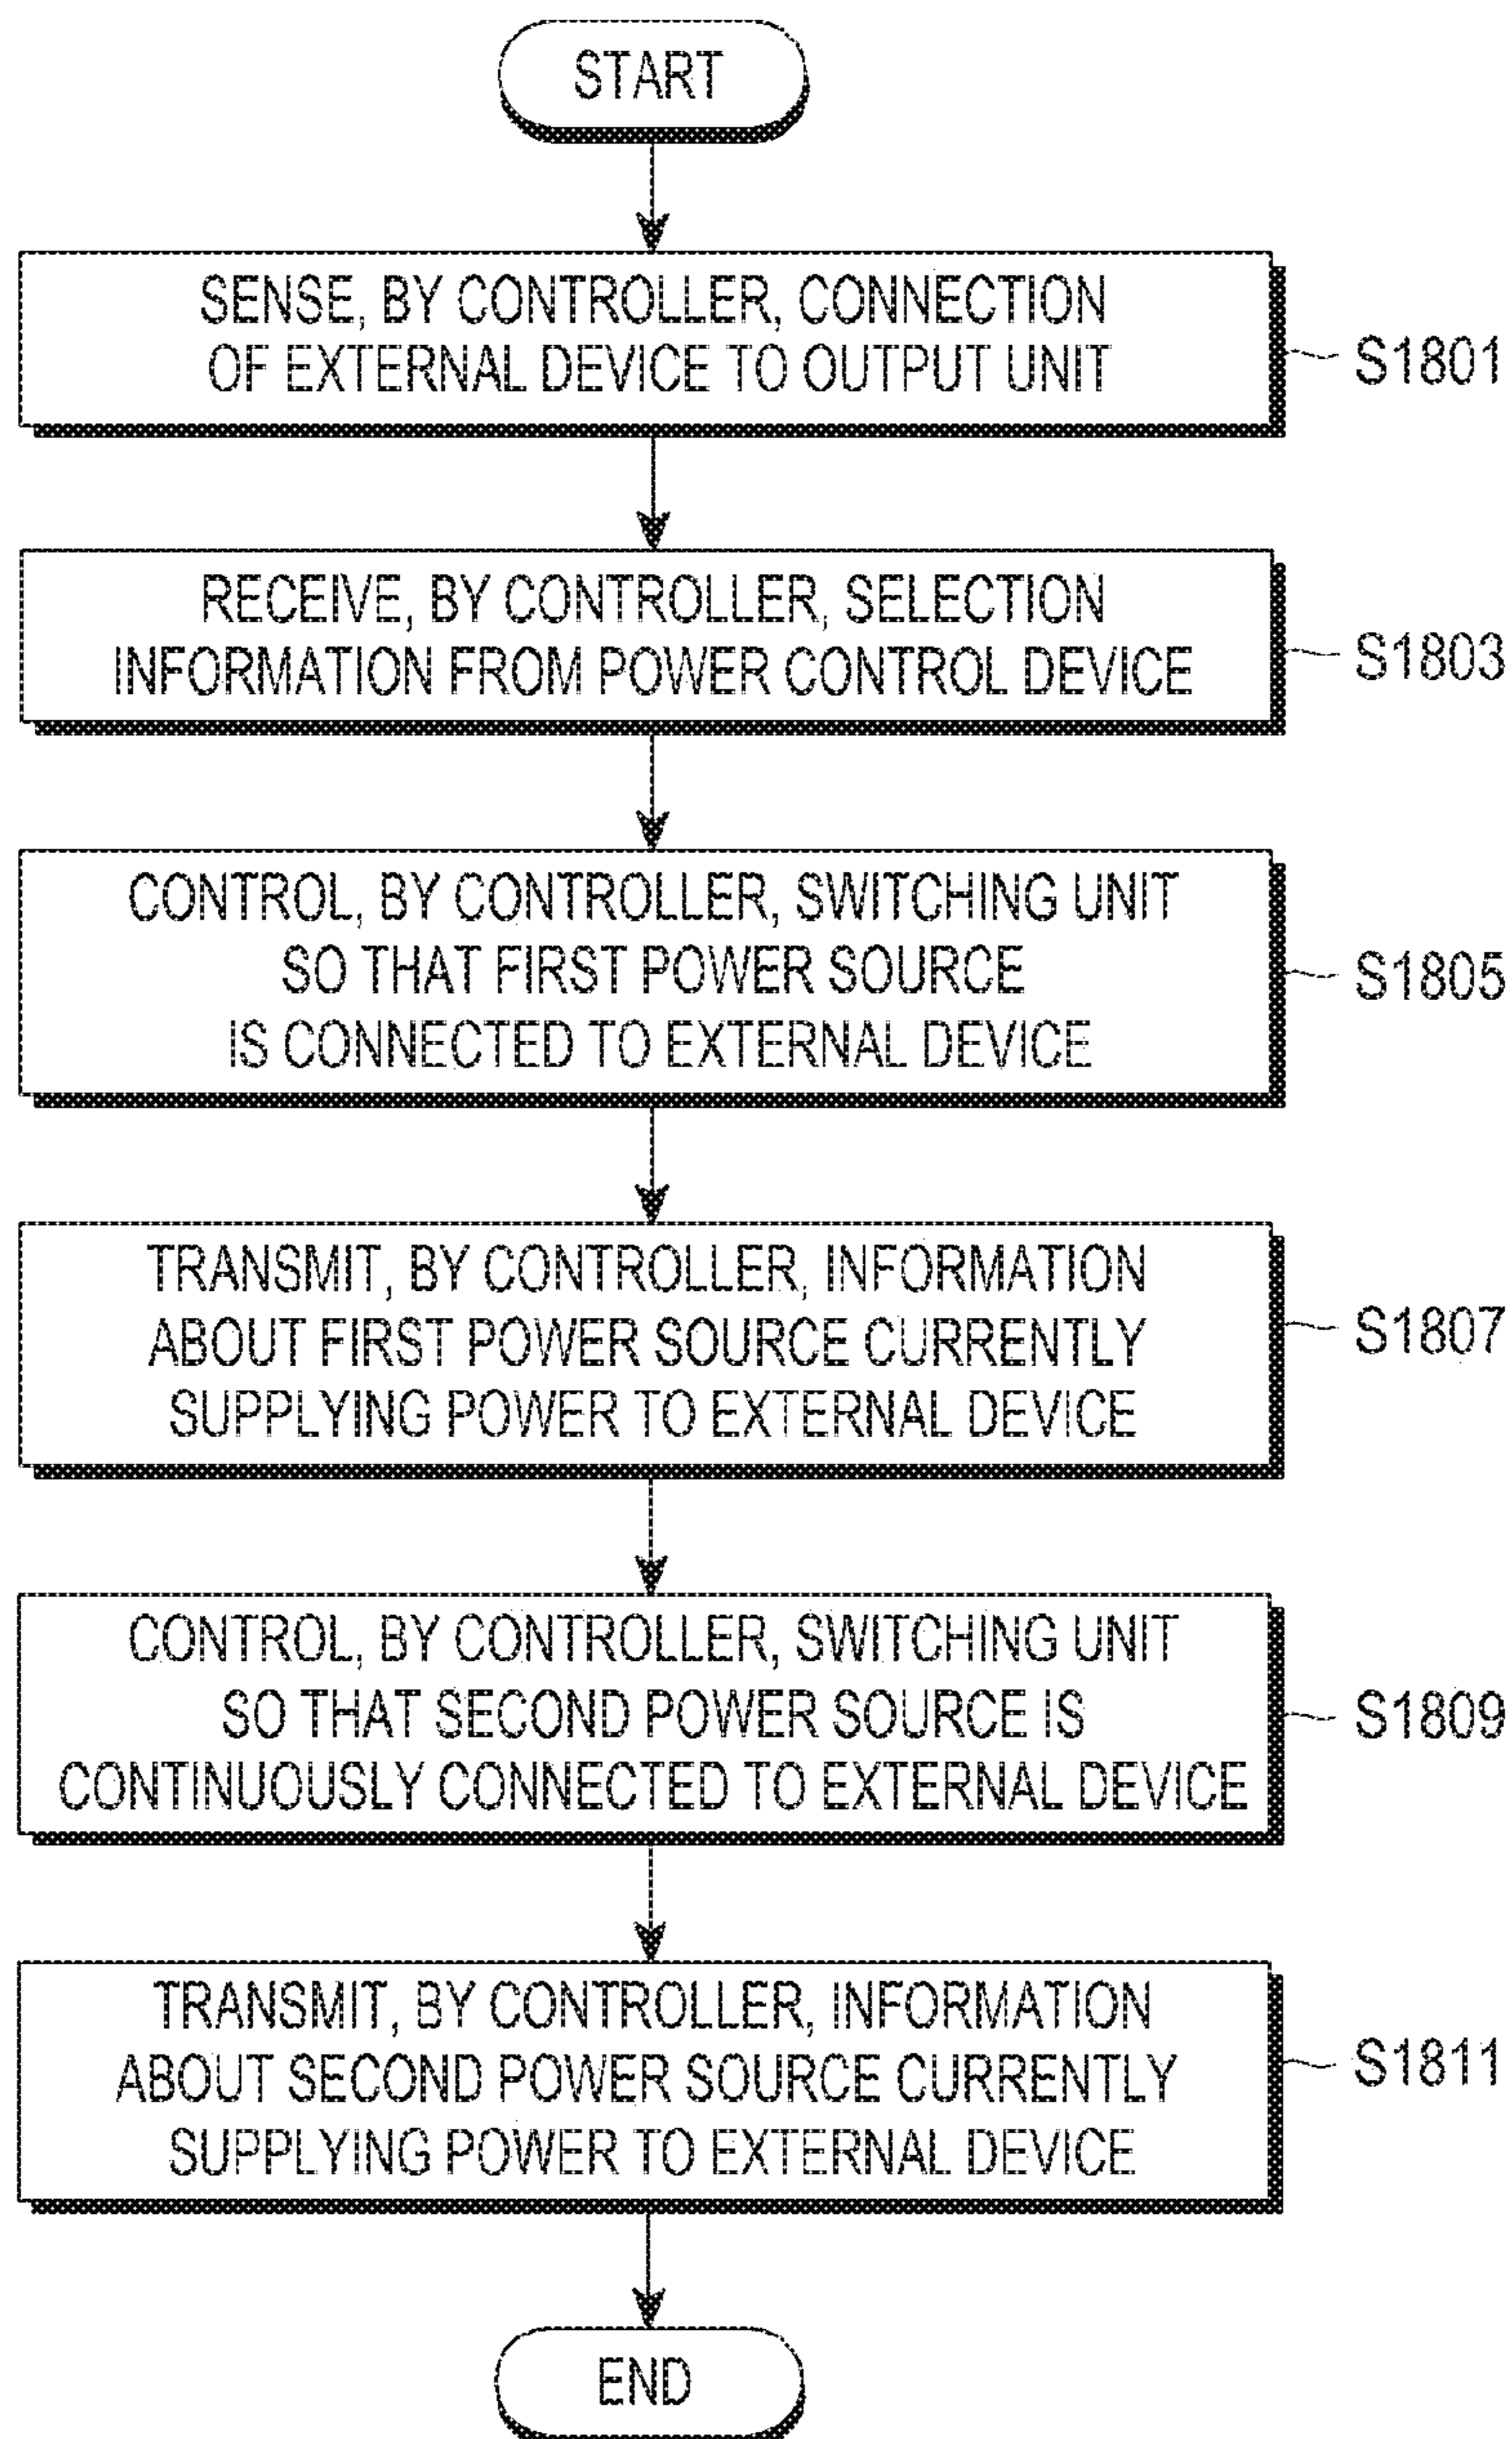 START
SENSE, BY CONTROLLER, CONNECTION
OF EXTERNAL DEVICE TO OUTPUT UNIT
S1801
RECEIVE, BY CONTROLLER, SELECTION
INFORMATION FROM POWER CONTROL DEVICE
S1803
CONTROL, BY CONTROLLER, SWITCHING UNIT
SO THAT FIRST POWER SOURCE
IS CONNECTED TO EXTERNAL DEVICE
S1805
TRANSMIT, BY CONTROLLER, INFORMATION
ABOUT FIRST POWER SOURCE CURRENTLY
SUPPLYING POWER TO EXTERNAL DEVICE
S1807
CONTROL, BY CONTROLLER, SWITCHING UNIT
SO THAT SECOND POWER SOURCE IS
CONTINUOUSLY CONNECTED TO EXTERNAL DEVICE
S1809
TRANSMIT, BY CONTROLLER, INFORMATION
ABOUT SECOND POWER SOURCE CURRENTLY
SUPPLYING POWER TO EXTERNAL DEVICE
S1811
END